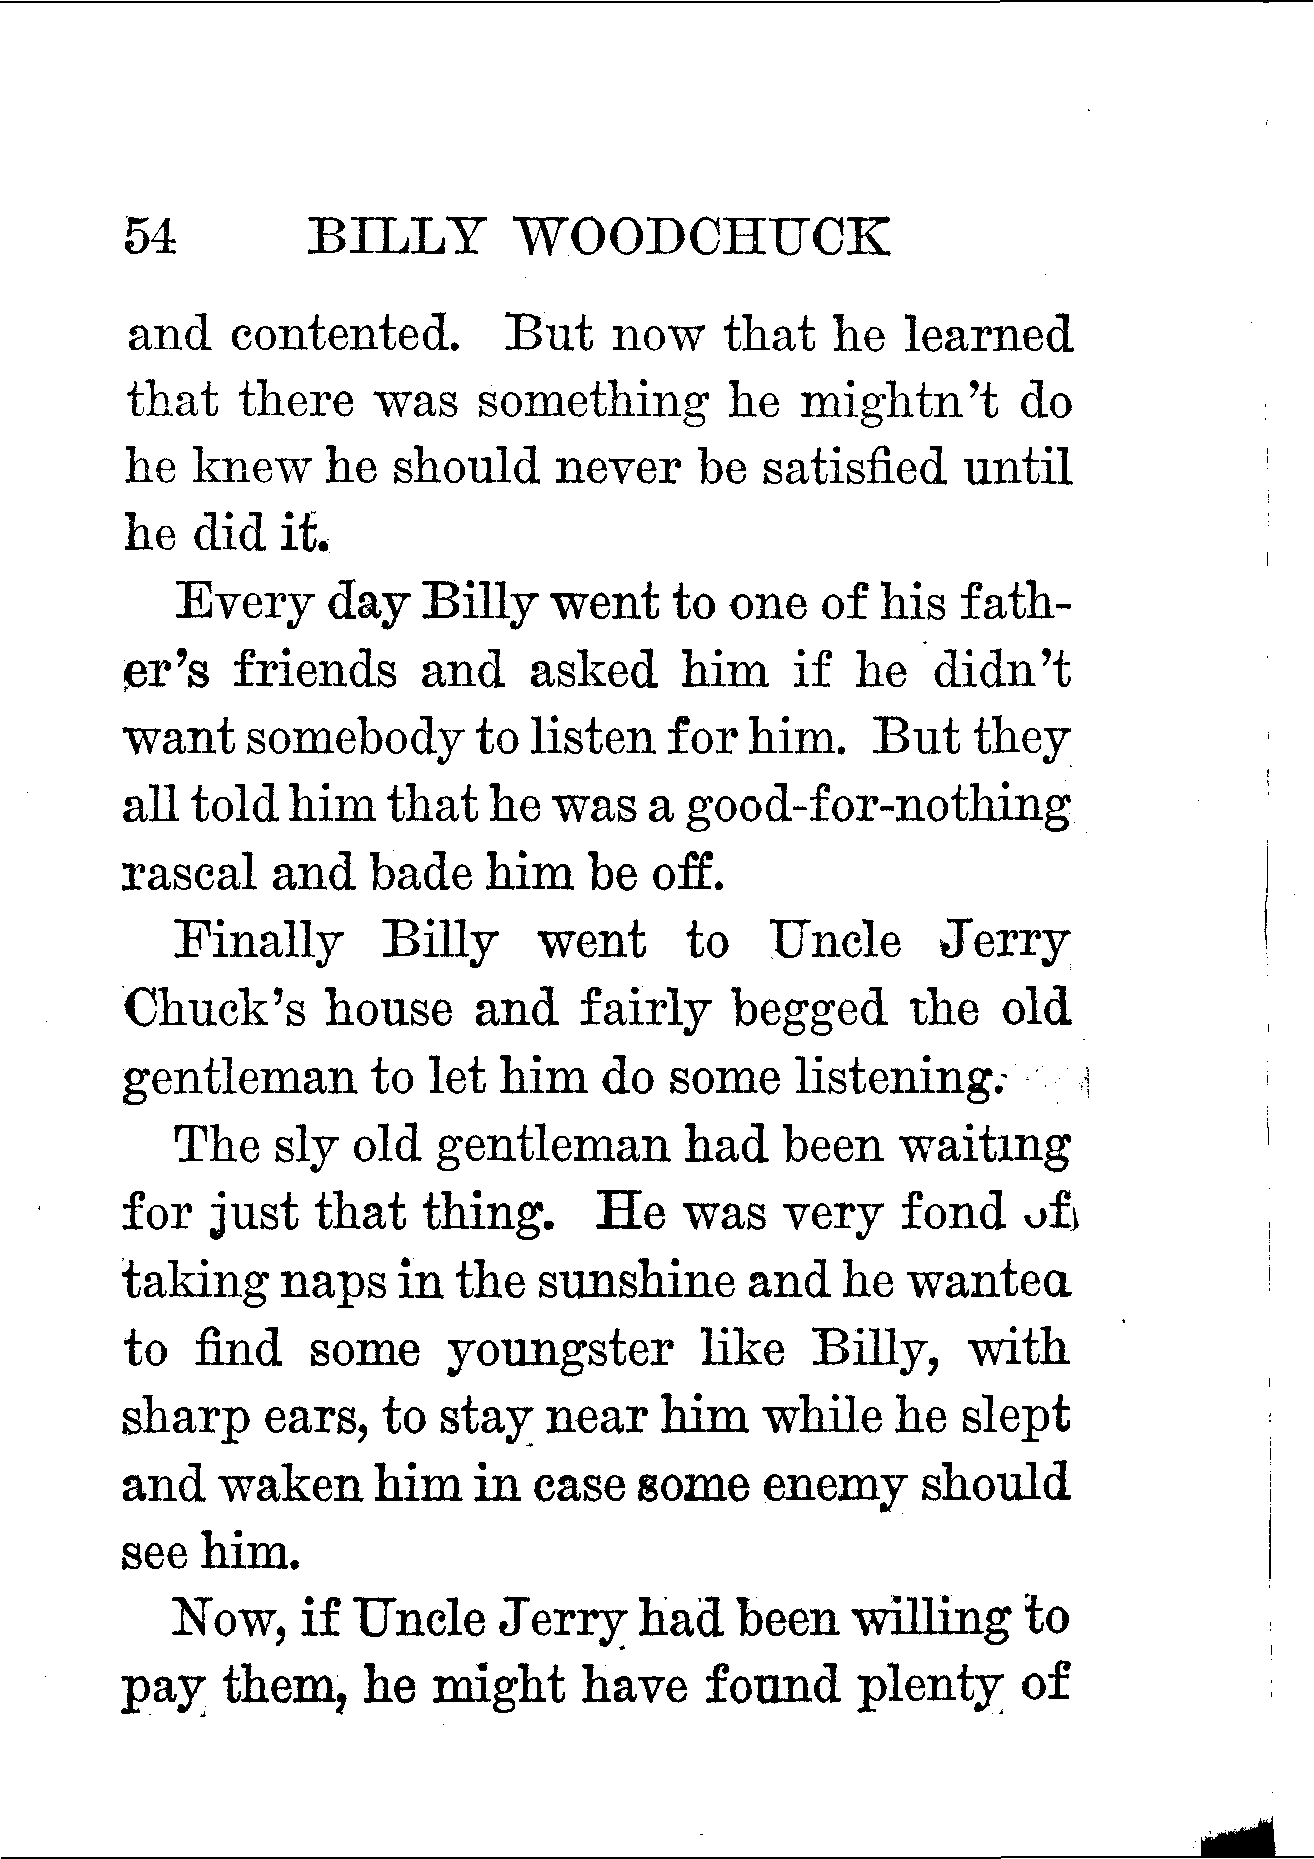 54 BILLY WOODCHUCK
and contented. But now that he learned
that there was something he mightn't do
he knew he should never be satisfied until
he did it.
Every day Billy went to one of his fath-
er's friends and asked him if he didn't
want somebody to listen for him. But they
all told him that he was a good-for-nothing
rascal and bade him be off.
Finally Billy went to Uncle Jerry
Chuck's house and fairly begged the old
gentleman to let him do some listening.
The sly old gentleman had been waiting
for just that thing. He was very fond of
taking naps in the sunshine and he wanted
to find some youngster like Billy, with
sharp ears, to stay near him while he slept
and waken him in case some enemy should
see him.
Now, if Uncle Jerry had been willing to
pay them, he might have found plenty of